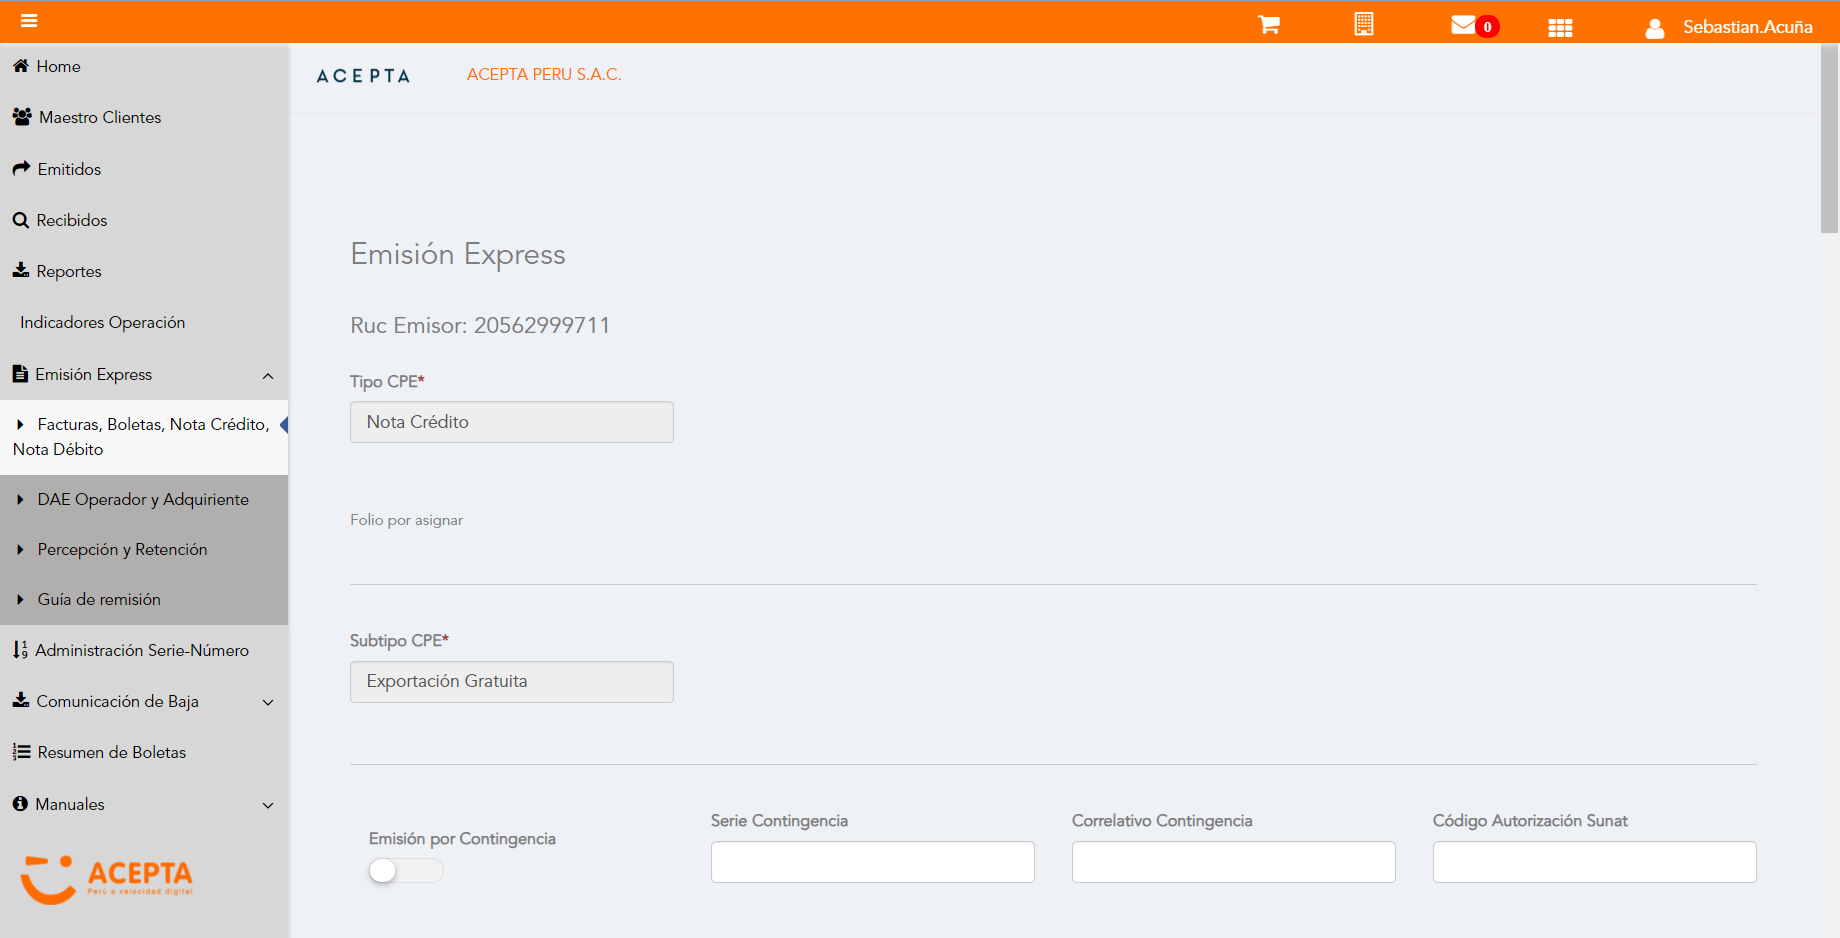 0
Sebastian.Acuña
Home
Maestro Clientes
Emitidos
Recibidos
Reportes
Indicadores Operación
Emisión Express
Facturas, Boletas, Nota Crédito,
Nota Débito
DAE Operador y Adquiriente
Percepción y Retención
Guía de remisión
Administración Serie-Número
Comunicación de Baja
Resumen de Boletas
Manuales
ACEPTA
Perú a velocidad digital
ACEPTA
ACEPTA PERU S.A.C.
Emisión Express
Ruc Emisor: 20562999711
Tipo CPE*
Nota Crédito
Folio por asignar
Subtipo CPE*
Exportación Gratuita
Emisión por Contingencia
Serie Contingencia
Correlativo Contingencia
Código Autorización Sunat